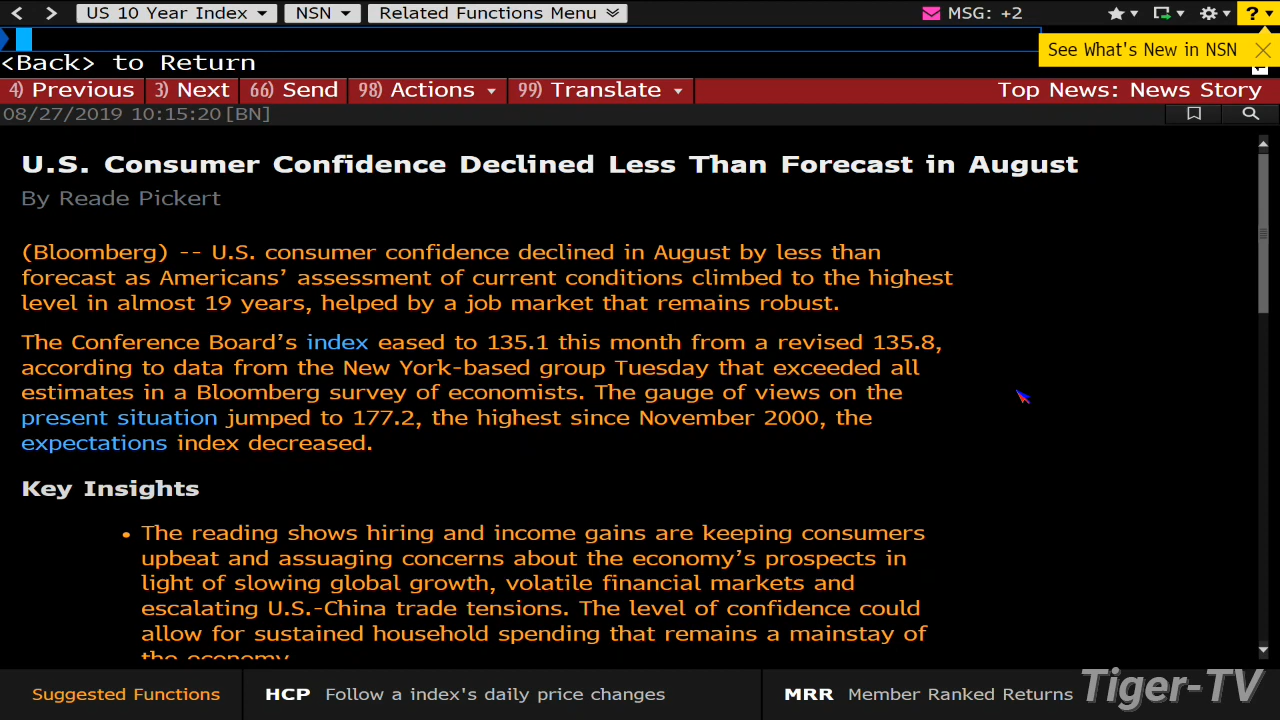 US 10 Year Index NSN Related Functions Menu MSG: +2 ?
See What's New in NSN
<Back> to Return
4) Previous 3) Next 66) Send 98) Actions 99) Translate Top News: News Story
08/27/2019 10:15:20 [BN]
U.S. Consumer Confidence Declined Less Than Forecast in August
By Reade Pickert
(Bloomberg) -- U.S. consumer confidence declined in August by less than
forecast as Americans’ assessment of current conditions climbed to the highest
level in almost 19 years, helped by a job market that remains robust.
The Conference Board’s index eased to 135.1 this month from a revised 135.8,
according to data from the New York-based group Tuesday that exceeded all
estimates in a Bloomberg survey of economists. The gauge of views on the
present situation jumped to 177.2, the highest since November 2000, the
expectations index decreased.
Key Insights
• The reading shows hiring and income gains are keeping consumers
upbeat and assuaging concerns about the economy’s prospects in
light of slowing global growth, volatile financial markets and
escalating U.S.-China trade tensions. The level of confidence could
allow for sustained household spending that remains a mainstay of
the economy.
Suggested Functions HCP Follow a index's daily price changes MRR Member Ranked Returns
Tiger-TV